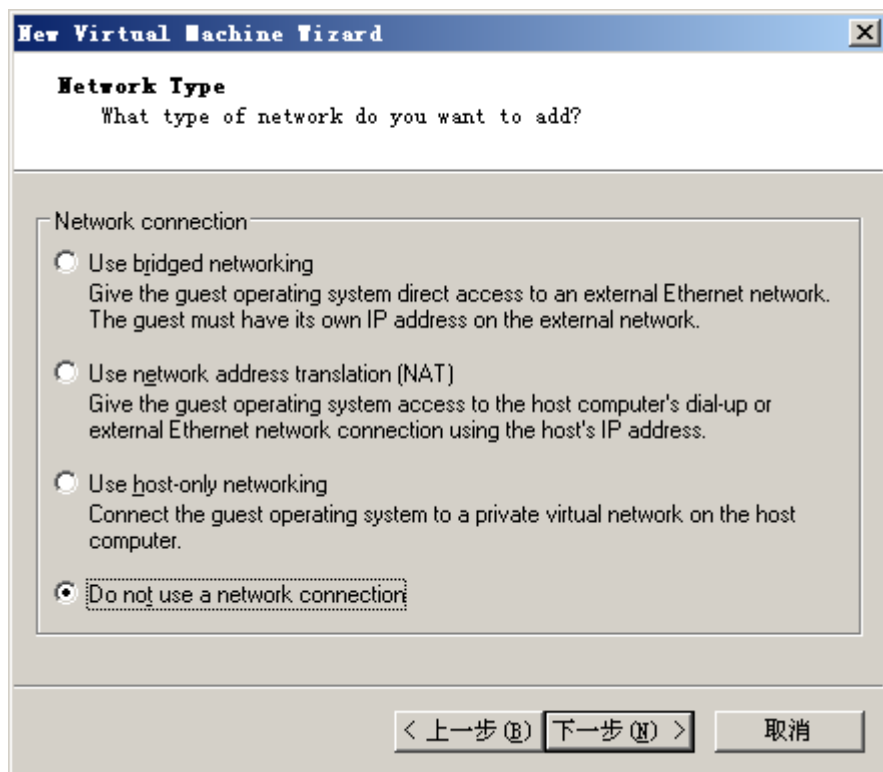 New Virtual Machine Wizard
Network Type
What type of network do you want to add?
Network connection
Use bridged networking
Give the guest operating system direct access to an external Ethernet network.
The guest must have its own IP address on the external network.
Use network address translation (NAT)
Give the guest operating system access to the host computer's dial-up or
external Ethernet network connection using the host's IP address.
Use host-only networking
Connect the guest operating system to a private virtual network on the host
computer.
Do not use a network connection
< 上一步(B) 下一步(N) > 取消